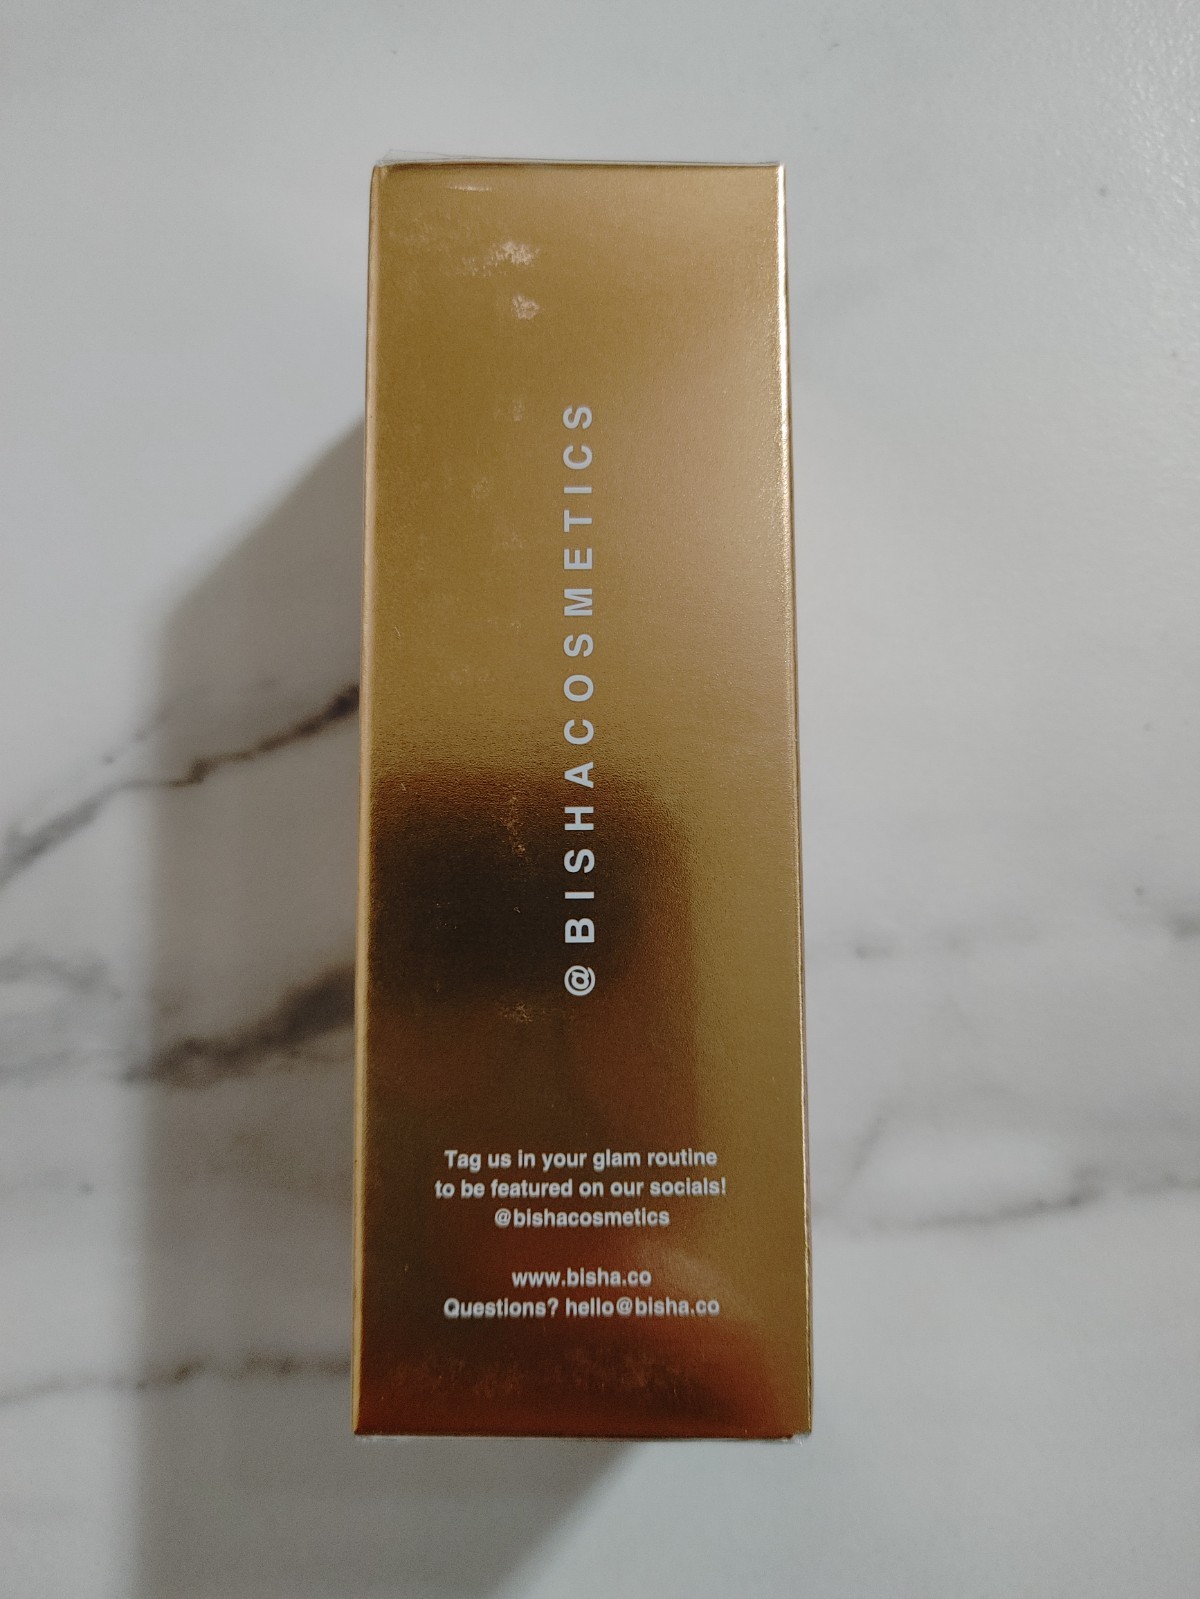 @BISHACOSMETICS
Tag us in your glam routine
to be featured on our socials!
@bishacosmetics
www.bisha.co
Questions? hello@bisha.co